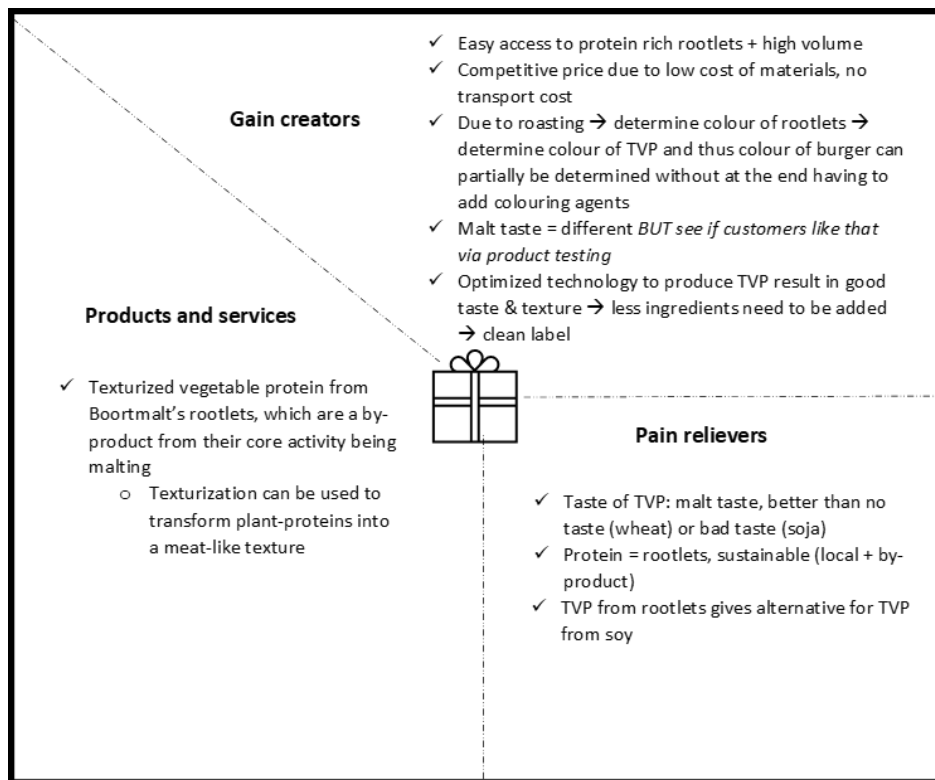 Gain creators
✓ Easy access to protein rich rootlets + high volume
✓ Competitive price due to low cost of materials, no
transport cost
✓ Due to roasting → determine colour of rootlets →
determine colour of TVP and thus colour of burger can
partially be determined without at the end having to
add colouring agents
✓ Malt taste = different BUT see if customers like that
via product testing
✓ Optimized technology to produce TVP result in good
taste & texture → less ingredients need to be added
→ clean label
Products and services
✓ Texturized vegetable protein from
Boortmalt's rootlets, which are a by-
product from their core activity being
malting
o Texturization can be used to
transform plant-proteins into
a meat-like texture
Pain relievers
✓ Taste of TVP: malt taste, better than no
taste (wheat) or bad taste (soja)
✓ Protein = rootlets, sustainable (local + by-
product)
✓ TVP from rootlets gives alternative for TVP
from soy